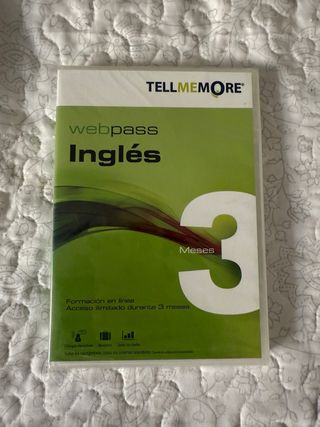 TELLMEMORE®
webpass
Inglés
3
Meses
Formación en línea
Acceso ilimitado durante 3 meses